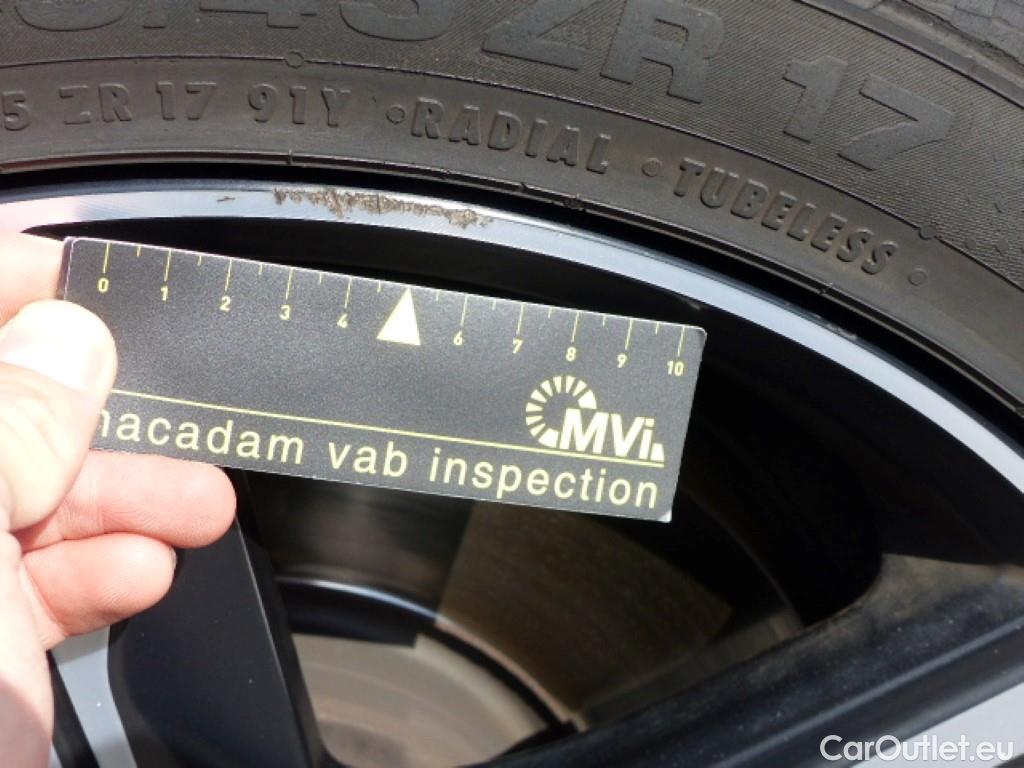 ZR 17
5 ZR 17 91Y • RADIAL • TUBELESS •
0 1 2 3 4 6 7 8 9 10
MVi
macadam vab inspection
CarOutlet.eu